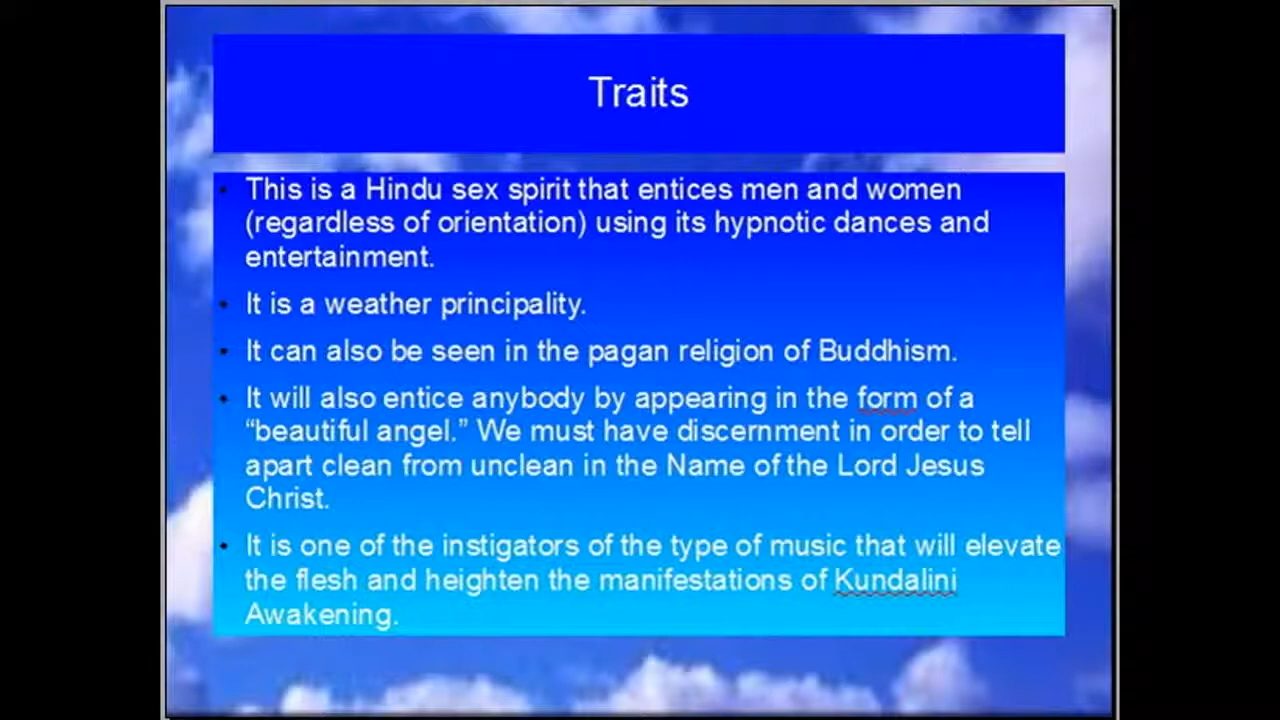 Traits
• This is a Hindu sex spirit that entices men and women
(regardless of orientation) using its hypnotic dances and
entertainment.
• It is a weather principality.
• It can also be seen in the pagan religion of Buddhism.
• It will also entice anybody by appearing in the form of a
“beautiful angel.” We must have discernment in order to tell
apart clean from unclean in the Name of the Lord Jesus
Christ.
• It is one of the instigators of the type of music that will elevate
the flesh and heighten the manifestations of Kundalini
Awakening.